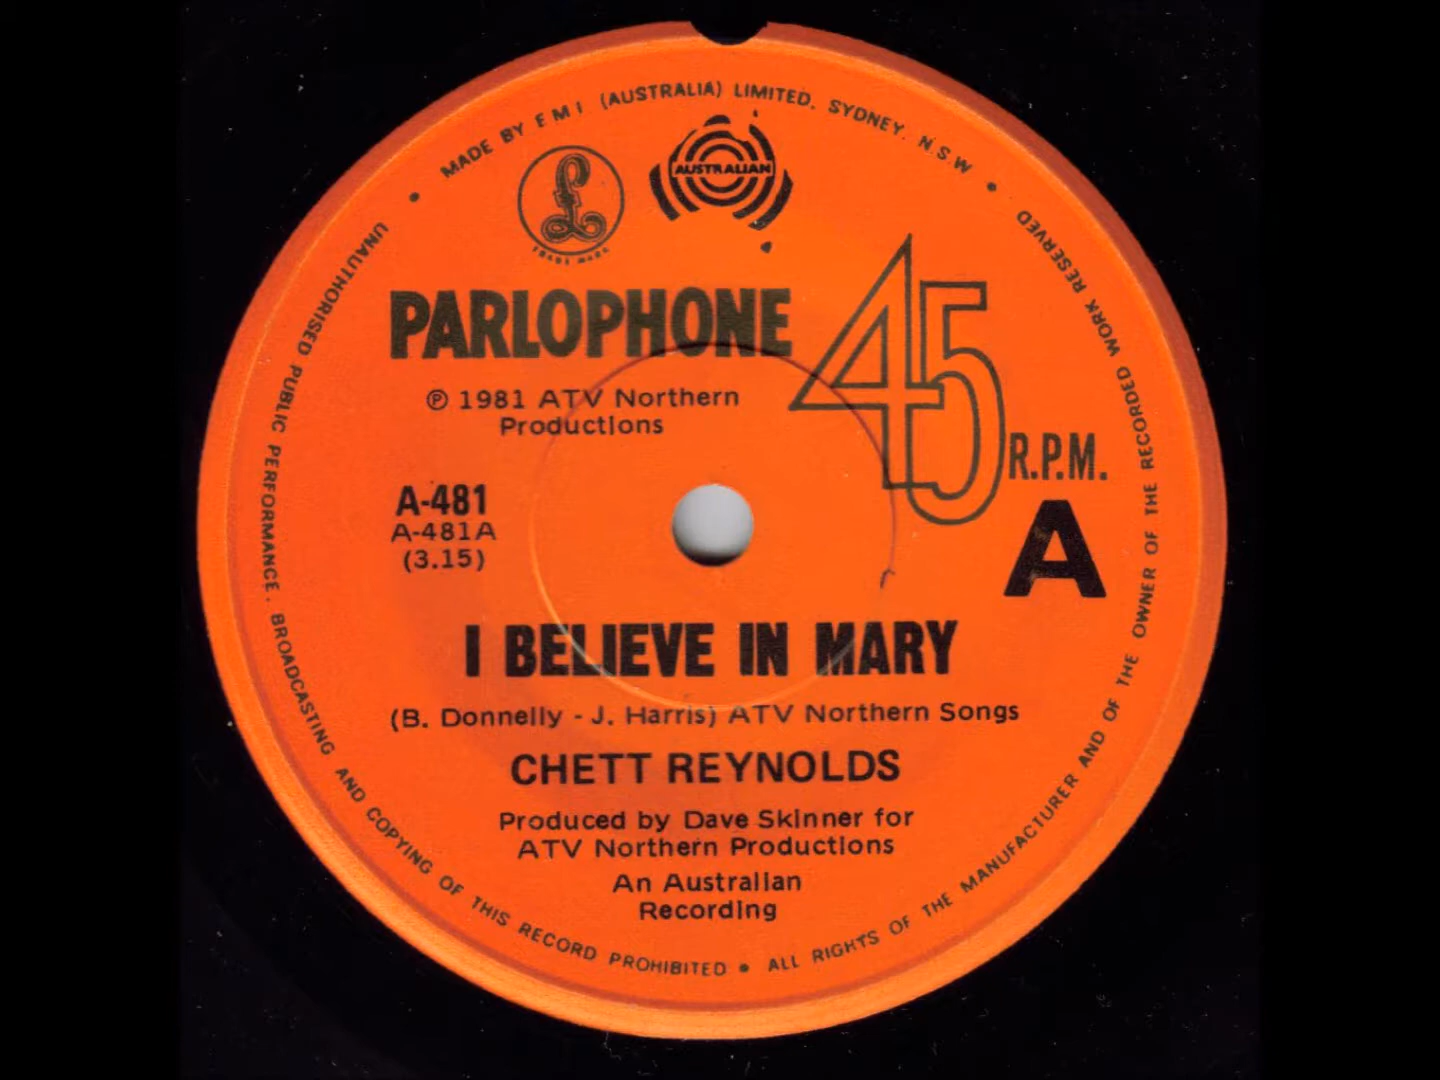 MADE BY E M I (AUSTRALIA) LIMITED. SYDNEY. N.S.W
UNAUTHORISED PUBLIC PERFORMANCE. BROADCASTING AND COPYING OF THIS RECORD PROHIBITED • ALL RIGHTS OF THE MANUFACTURER AND OF THE OWNER OF THE RECORDED WORK RESERVED
£
TRADE MARK
AUSTRALIAN
PARLOPHONE
45
R.P.M.
℗ 1981 ATV Northern
Productions
A-481
A-481A
(3.15)
A
I BELIEVE IN MARY
(B. Donnelly - J. Harris) ATV Northern Songs
CHETT REYNOLDS
Produced by Dave Skinner for
ATV Northern Productions
An Australian
Recording